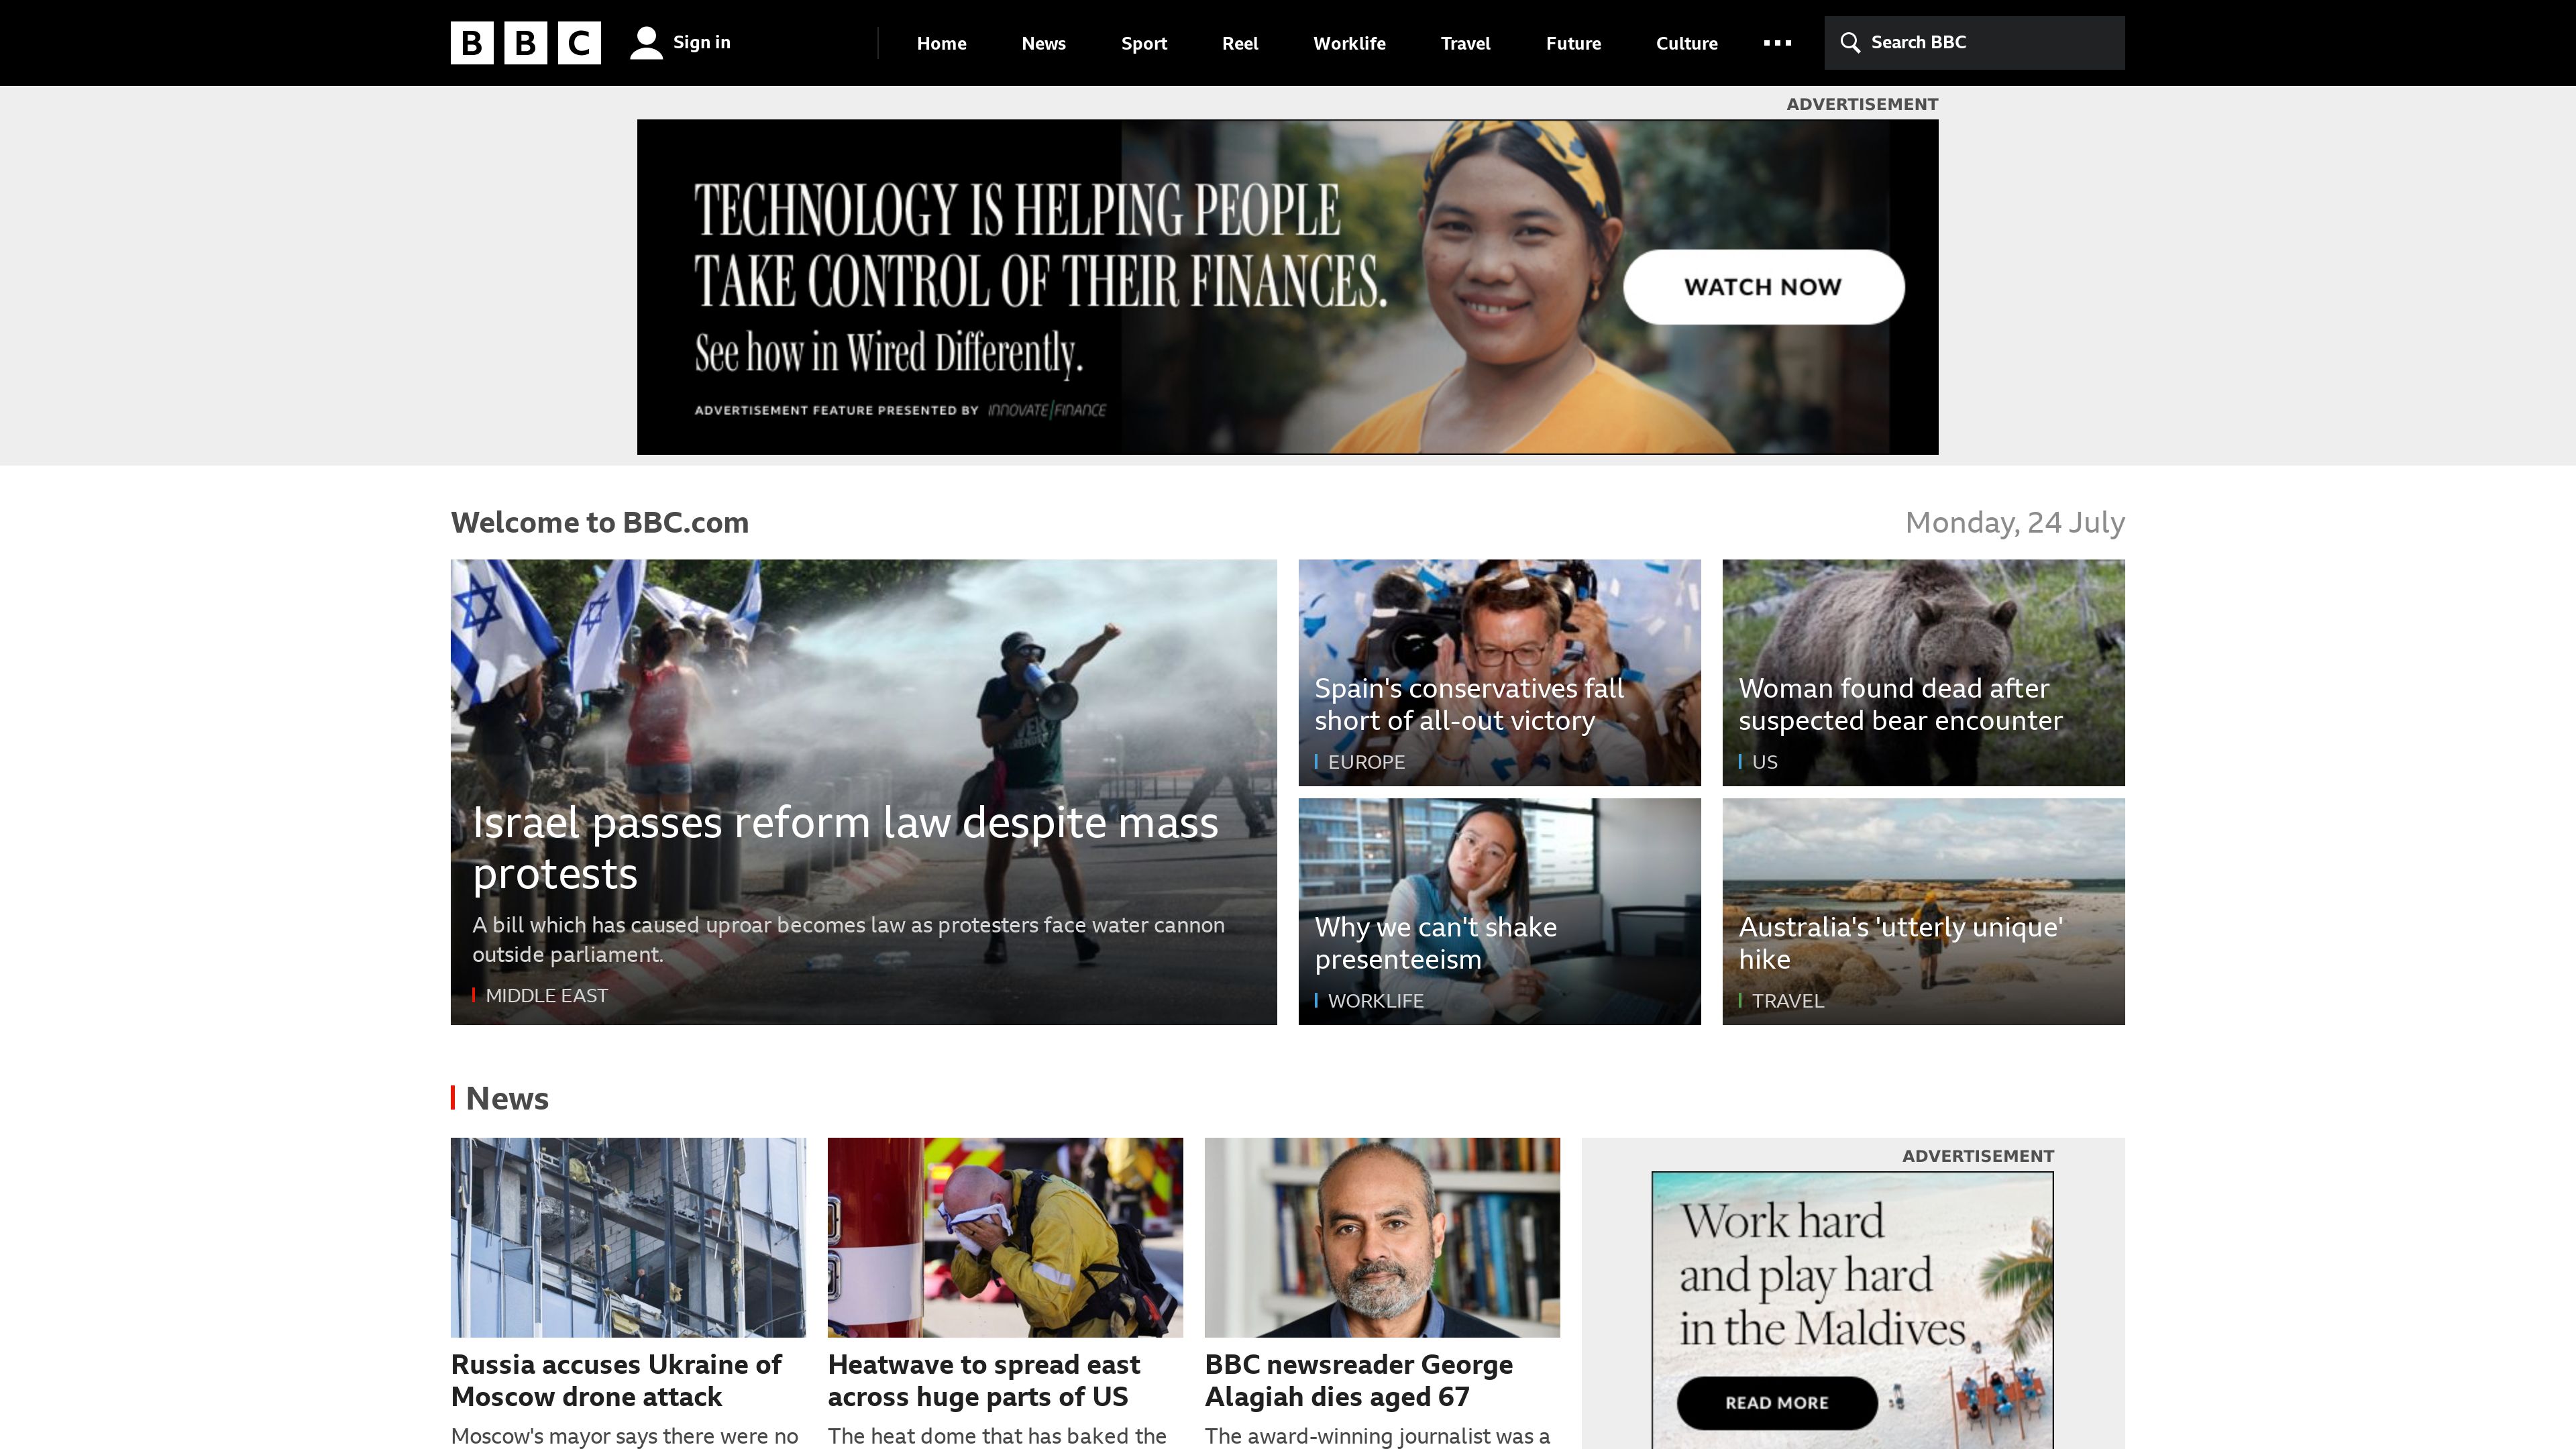 BBC
Sign in
Home
News
Sport
Reel
Worklife
Travel
Future
Culture
Search BBC
ADVERTISEMENT
TECHNOLOGY IS HELPING PEOPLE
TAKE CONTROL OF THEIR FINANCES.
See how in Wired Differently.
ADVERTISEMENT FEATURE PRESENTED BY INNOVATE/FINANCE
WATCH NOW
Welcome to BBC.com
Monday, 24 July
Israel passes reform law despite mass
protests
A bill which has caused uproar becomes law as protesters face water cannon
outside parliament.
MIDDLE EAST
Spain's conservatives fall
short of all-out victory
EUROPE
Woman found dead after
suspected bear encounter
US
Why we can't shake
presenteeism
WORKLIFE
Australia's 'utterly unique'
hike
TRAVEL
News
Russia accuses Ukraine of
Moscow drone attack
Moscow's mayor says there were no
Heatwave to spread east
across huge parts of US
The heat dome that has baked the
BBC newsreader George
Alagiah dies aged 67
The award-winning journalist was a
ADVERTISEMENT
Work hard
and play hard
in the Maldives
READ MORE